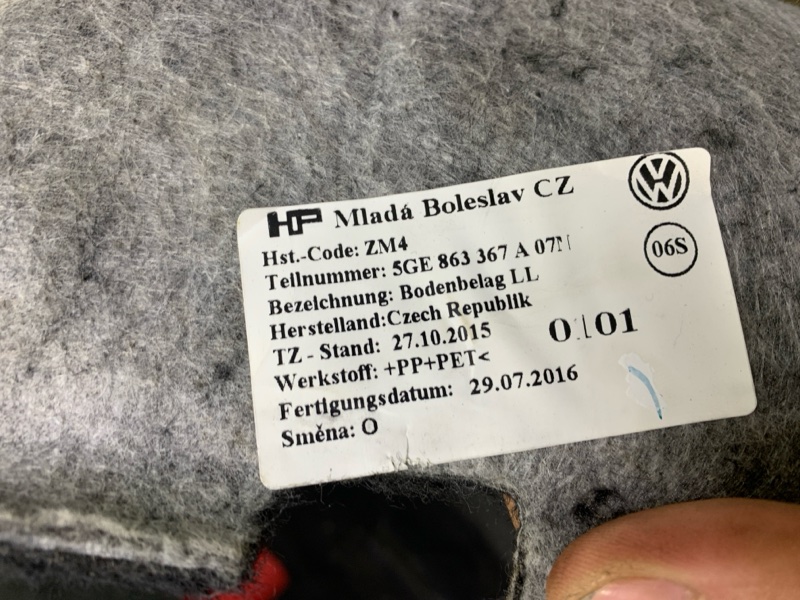 HP Mladá Boleslav CZ
Hst.-Code: ZM4
Teilnummer: 5GE 863 367 A
06S
Bezeichnung: Bodenbelag LL
Herstelland:Czech Republik
TZ - Stand: 27.10.2015
0101
Werkstoff: +PP+PET<
Fertigungsdatum: 29.07.2016
Směna: O